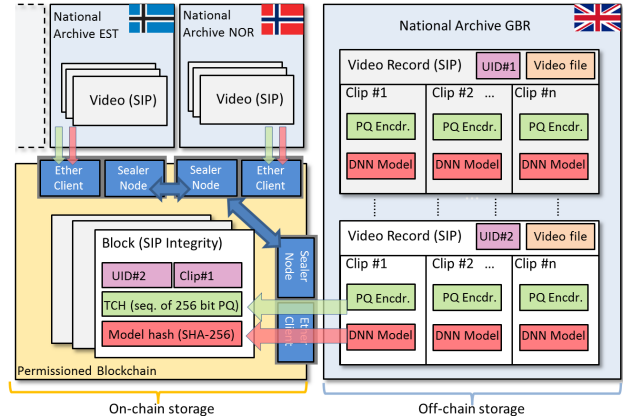 National
Archive EST
National
Archive NOR
National Archive GBR
Video (SIP)
Video (SIP)
Video Record (SIP)
UID#1
Video file
Clip #1
Clip #2 ...
Clip #n
PQ Encdr.
PQ Encdr.
PQ Encdr.
DNN Model
DNN Model
DNN Model
Ether
Client
Sealer
Node
Sealer
Node
Ether
Client
Sealer
Node
Ether
Client
Block (SIP Integrity)
UID#2
Clip#1
TCH (seq. of 256 bit PQ)
Model hash (SHA-256)
Permissioned Blockchain
Video Record (SIP)
UID#2
Video file
Clip #1
Clip #2 ...
Clip #n
PQ Encdr.
PQ Encdr.
PQ Encdr.
DNN Model
DNN Model
DNN Model
On-chain storage
Off-chain storage